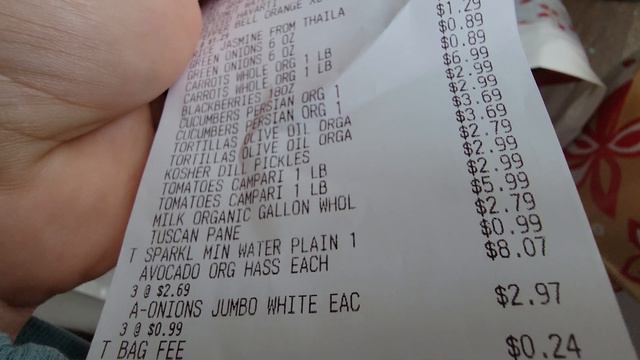 HAVARTI
BELL ORANGE
JASMINE FROM THAILA
GREEN ONIONS 6 OZ
GREEN ONIONS 6 OZ
CARROTS WHOLE ORG 1 LB
CARROTS WHOLE ORG 1 LB
BLACKBERRIES 18OZ
CUCUMBERS PERSIAN ORG 1
CUCUMBERS PERSIAN ORG 1
TORTILLAS OLIVE OIL ORGA
TORTILLAS OLIVE OIL ORGA
KOSHER DILL PICKLES
TOMATOES CAMPARI 1 LB
TOMATOES CAMPARI 1 LB
MILK ORGANIC GALLON WHOL
TUSCAN PANE
T SPARKL MIN WATER PLAIN 1
AVOCADO ORG HASS EACH
3 @ $2.69
A-ONIONS JUMBO WHITE EAC
3 @ $0.99
T BAG FEE
$1.29
$0.89
$0.89
$6.99
$2.99
$3.69
$3.69
$2.79
$2.99
$2.99
$5.99
$2.79
$0.99
$8.07
$2.97
$0.24